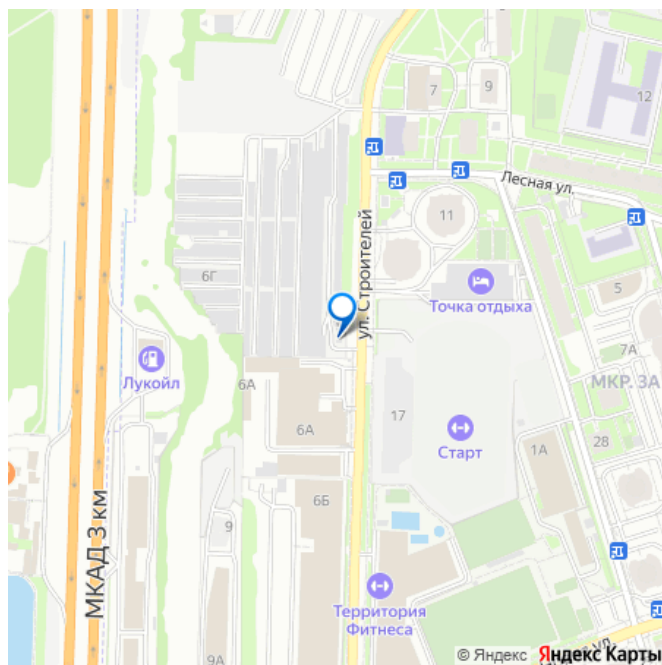 7
9
12
Лесная ул.
11
ул. Строителей
6Г
Точка отдыха
5
7А
МКР. 3А
Лукойл
6А
6А
17
Старт
1А
28
6Б
9
МКАД 3 км
Территория
Фитнеса
9А
© Яндекс Яндекс Карты